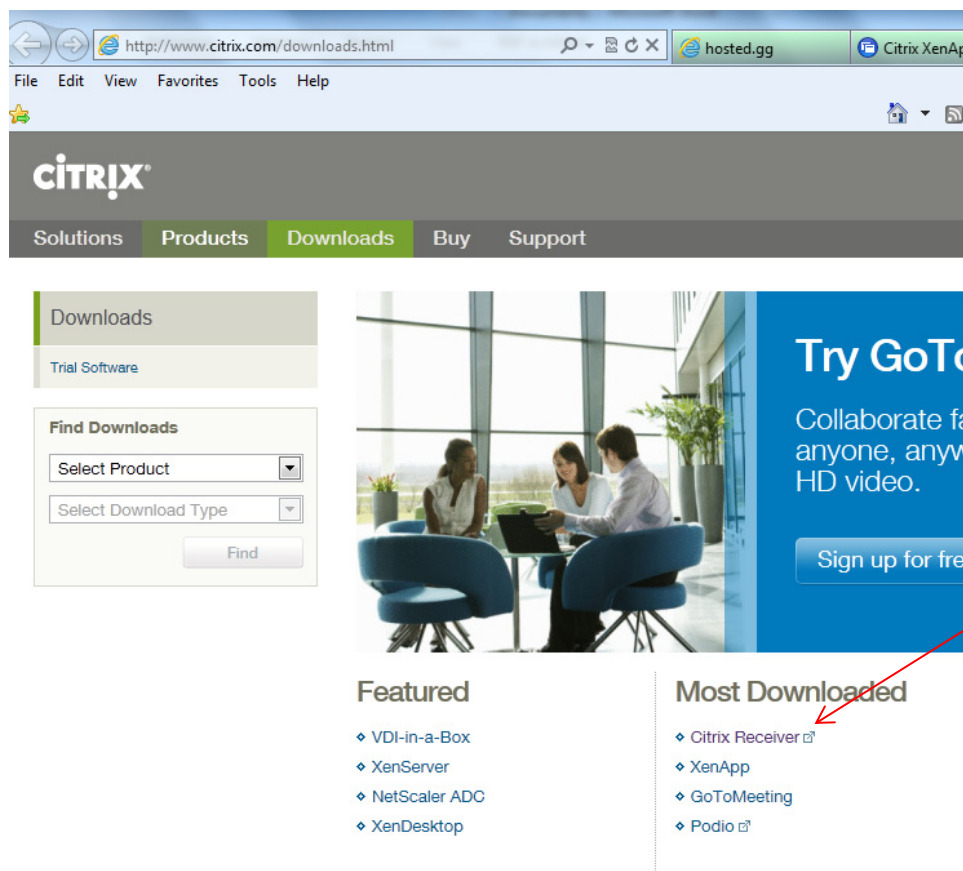 http://www.citrix.com/downloads.html
hosted.gg
Citrix XenAp
File Edit View Favorites Tools Help
CİTRIX®
Solutions Products Downloads Buy Support
Downloads
Trial Software
Find Downloads
Select Product
Select Download Type
Find
Try GoTo
Collaborate fa
anyone, anyw
HD video.
Sign up for fre
Featured
VDI-in-a-Box
XenServer
NetScaler ADC
XenDesktop
Most Downloaded
Citrix Receiver
XenApp
GoToMeeting
Podio